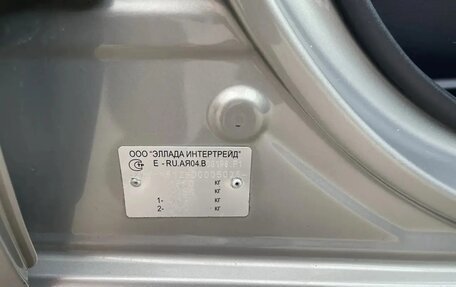 ООО "ЭЛЛАДА ИНТЕРТРЕЙД"
Е - RU.АЯ04.В
кг
кг
1- кг
2- кг